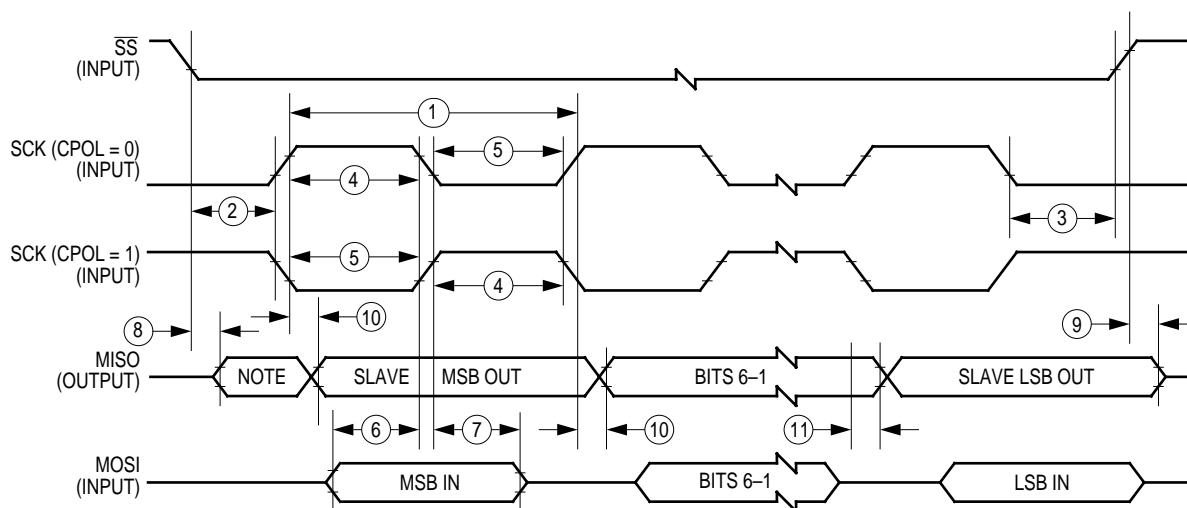 SS
(INPUT)
1
SCK (CPOL = 0)
(INPUT)
5
4
2
3
SCK (CPOL = 1)
(INPUT)
5
4
8
10
9
MISO
(OUTPUT)
NOTE
SLAVE MSB OUT
BITS 6–1
SLAVE LSB OUT
6
7
10
11
MOSI
(INPUT)
MSB IN
BITS 6–1
LSB IN